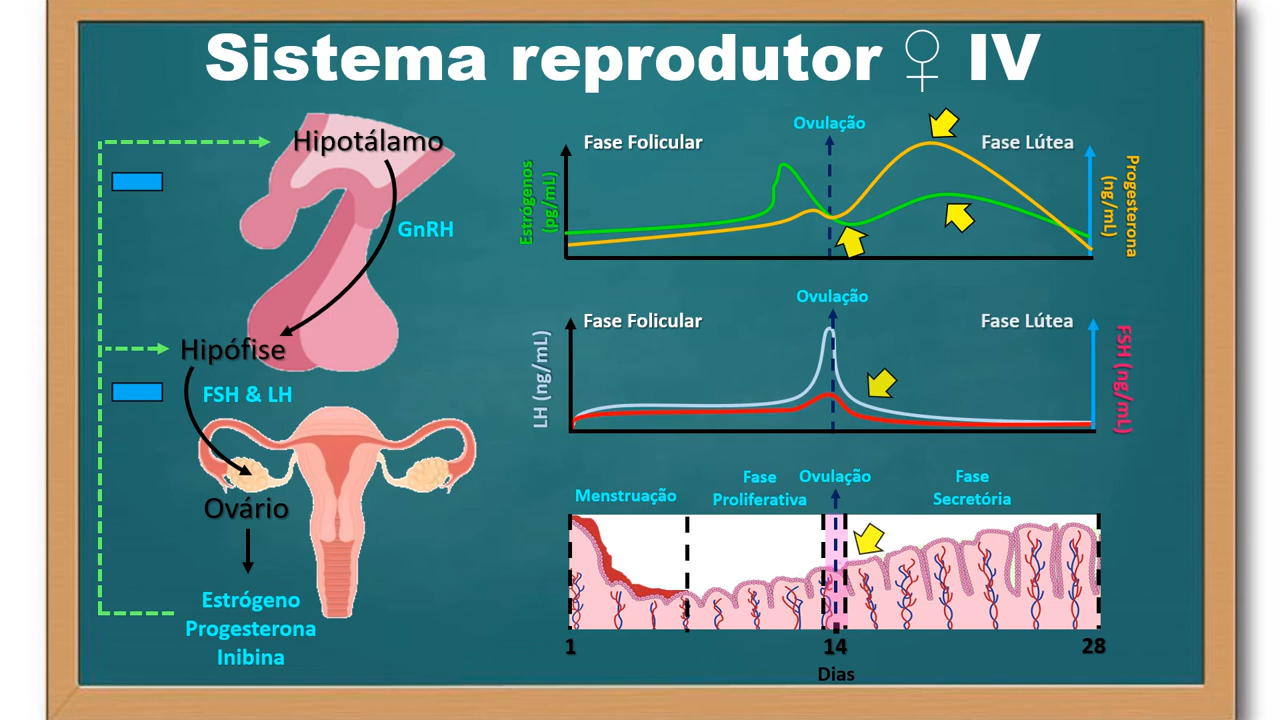 Sistema reprodutor ♀ IV
Hipotálamo
GnRH
Hipófise
FSH & LH
Ovário
Estrógeno
Progesterona
Inibina
Ovulação
Fase Folicular
Fase Lútea
Estrógenos
(pg/mL)
Progesterona
(ng/mL)
Ovulação
Fase Folicular
Fase Lútea
LH (ng/mL)
FSH (ng/mL)
Menstruação
Fase
Proliferativa
Ovulação
Fase
Secretória
1
14
28
Dias